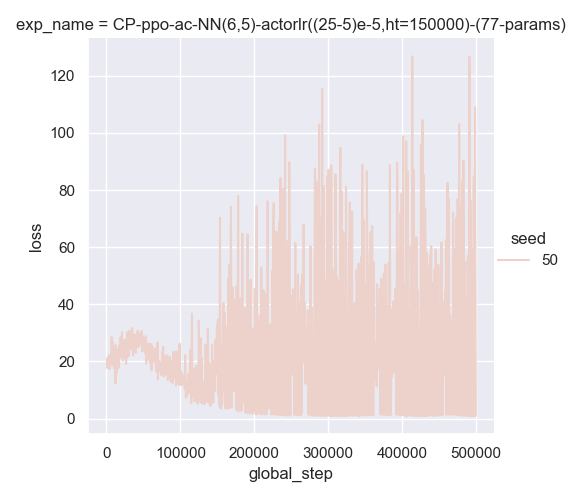 exp_name = CP-ppo-ac-NN(6,5)-actorlr((25-5)e-5,ht=150000)-(77-params)
120
100
80
60
40
20
0
loss
0 100000 200000 300000 400000 500000
global_step
seed
50